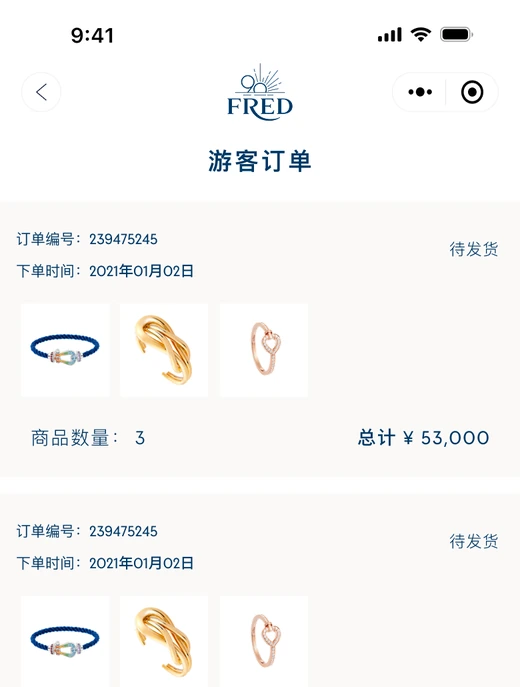 9:41
90
FRED
游客订单
订单编号：239475245
待发货
下单时间：2021年01月02日
商品数量： 3
总计 ¥ 53,000
订单编号：239475245
待发货
下单时间：2021年01月02日